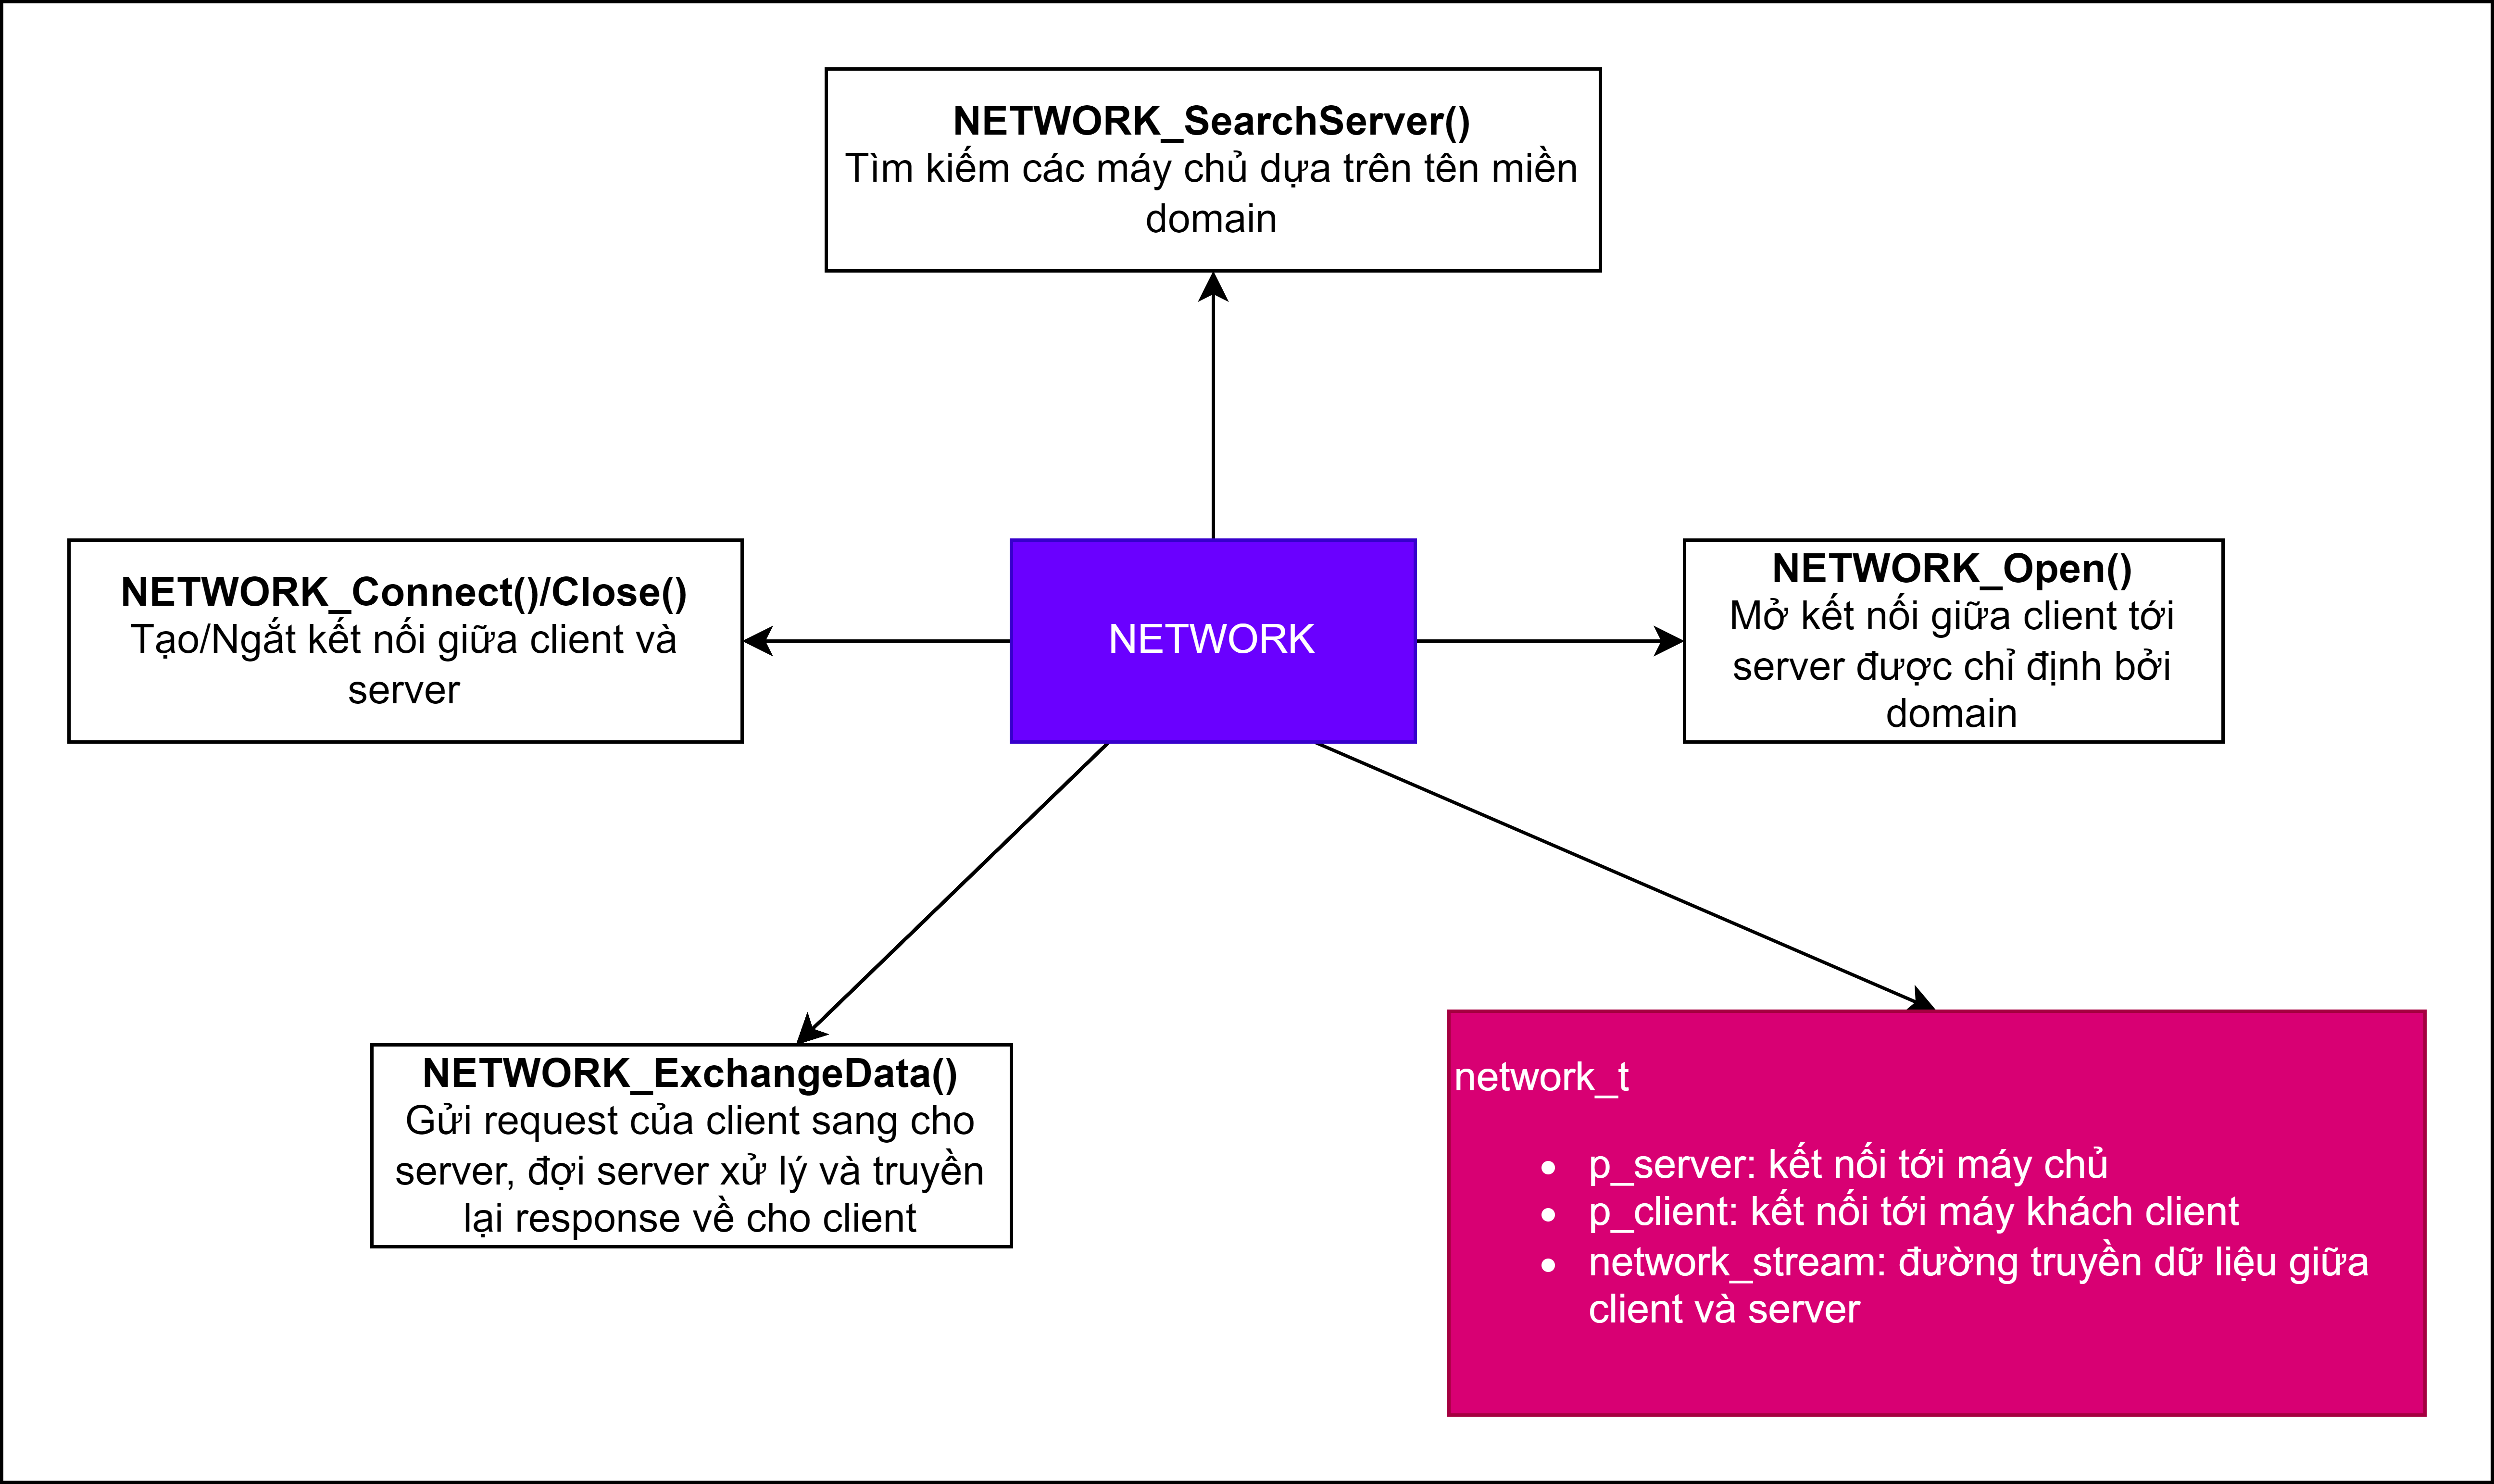 NETWORK_SearchServer()
Tìm kiếm các máy chủ dựa trên tên miền
domain
NETWORK_Connect()/Close()
Tạo/Ngắt kết nối giữa client và
server
NETWORK
NETWORK_Open()
Mở kết nối giữa client tới
server được chỉ định bởi
domain
NETWORK_ExchangeData()
Gửi request của client sang cho
server, đợi server xử lý và truyền
lại response về cho client
network_t
• p_server: kết nối tới máy chủ
• p_client: kết nối tới máy khách client
• network_stream: đường truyền dữ liệu giữa
client và server